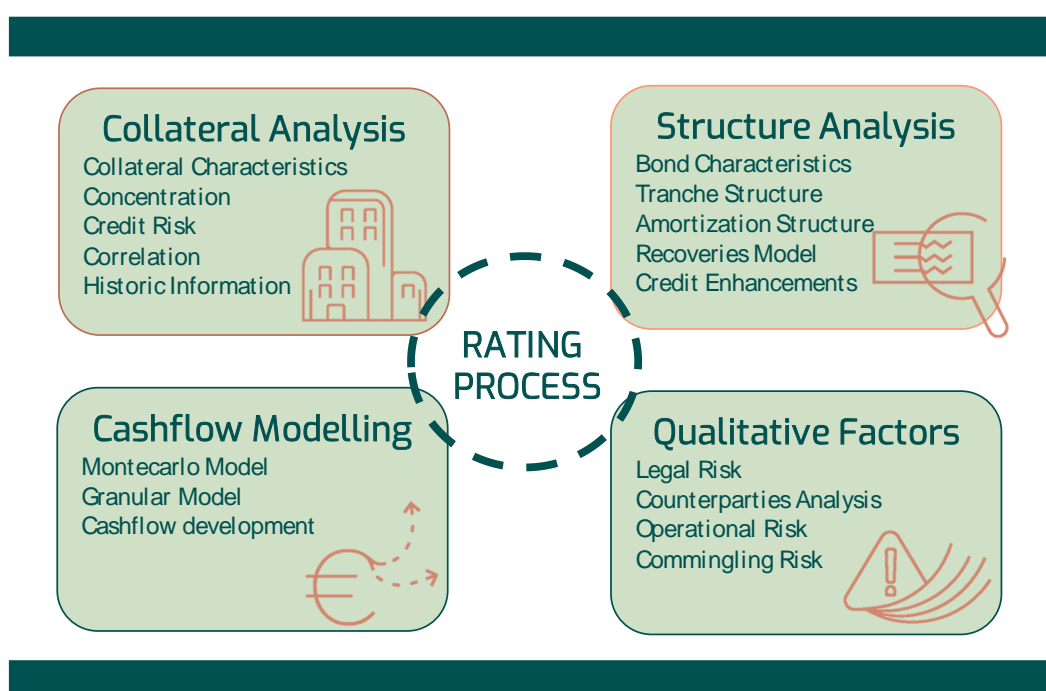 Collateral Analysis
Collateral Characteristics
Concentration
Credit Risk
Correlation
Historic Information
Structure Analysis
Bond Characteristics
Tranche Structure
Amortization Structure
Recoveries Model
Credit Enhancements
RATING
PROCESS
Cashflow Modelling
Montecarlo Model
Granular Model
Cashflow development
Qualitative Factors
Legal Risk
Counterparties Analysis
Operational Risk
Commingling Risk